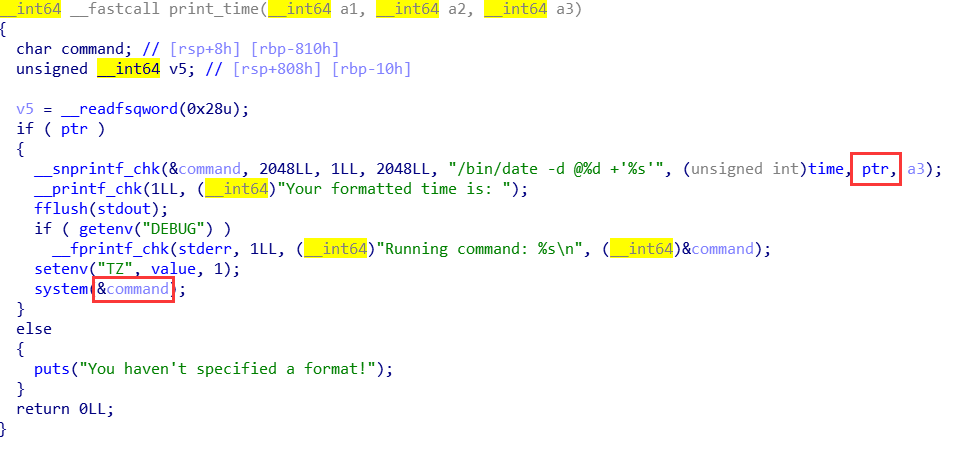 __int64 __fastcall print_time(__int64 a1, __int64 a2, __int64 a3)
{
  char command; // [rsp+8h] [rbp-810h]
  unsigned __int64 v5; // [rsp+808h] [rbp-10h]

  v5 = __readfsqword(0x28u);
  if ( ptr )
  {
    __snprintf_chk(&command, 2048LL, 1LL, 2048LL, "/bin/date -d @%d +'%s'", (unsigned int)time, ptr, a3);
    __printf_chk(1LL, (__int64)"Your formatted time is: ");
    fflush(stdout);
    if ( getenv("DEBUG") )
      __fprintf_chk(stderr, 1LL, (__int64)"Running command: %s\n", (__int64)&command);
    setenv("TZ", value, 1);
    system(&command);
  }
  else
  {
    puts("You haven't specified a format!");
  }
  return 0LL;
}